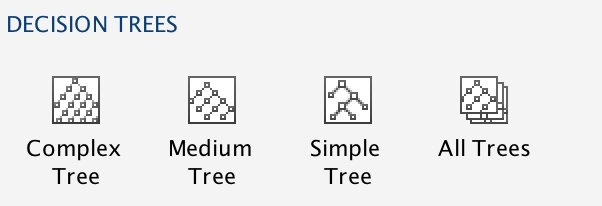 DECISION TREES
Complex Tree
Medium Tree
Simple Tree
All Trees